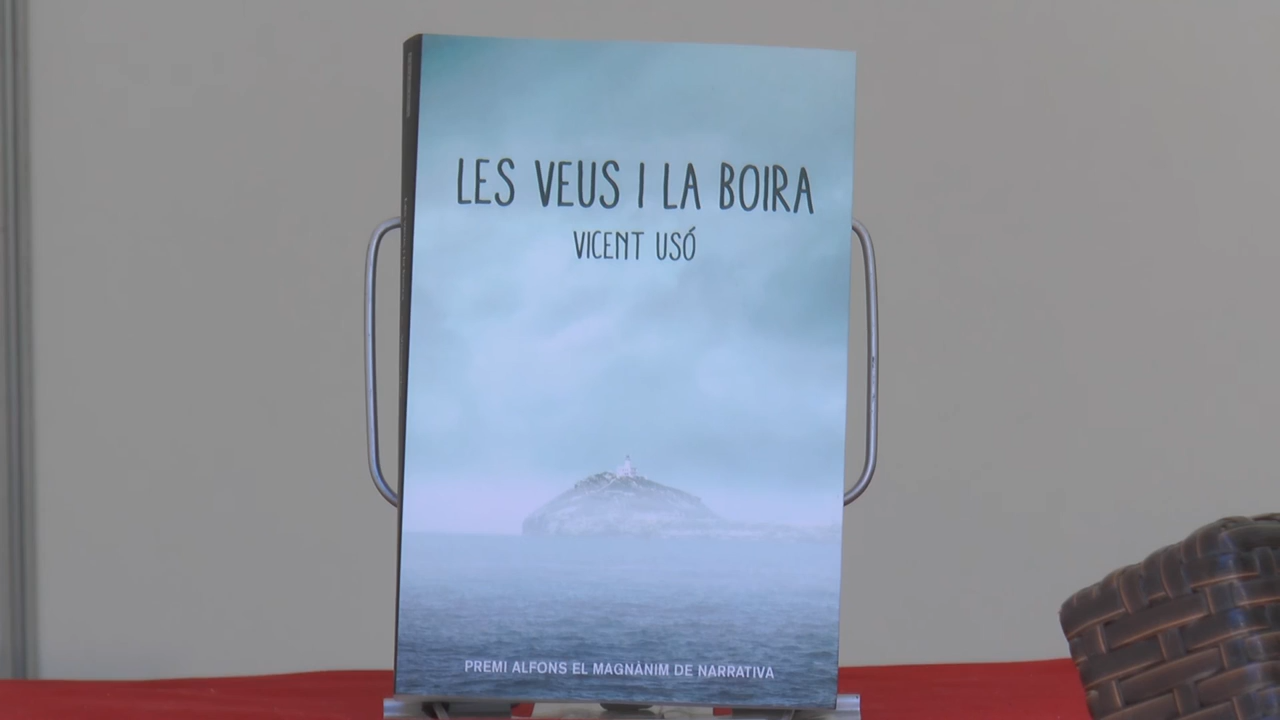 LES VEUS I LA BOIRA
VICENT USÓ
PREMI ALFONS EL MAGNÀNIM DE NARRATIVA